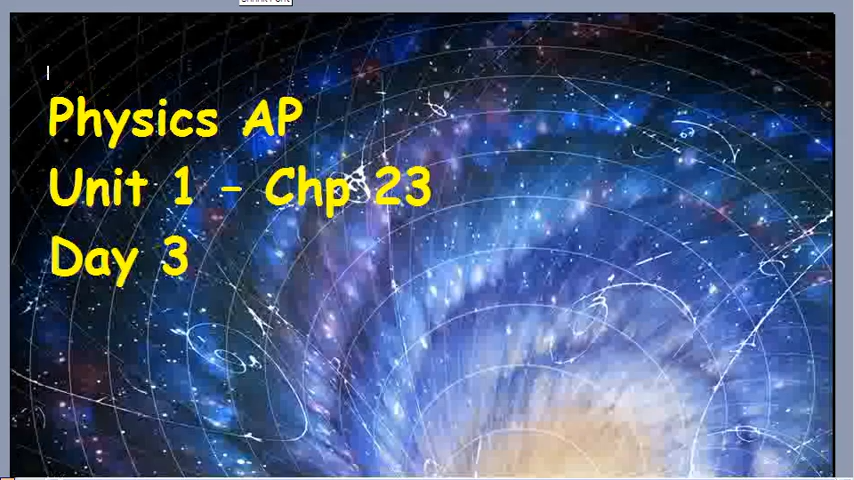 Physics AP
Unit 1 – Chp 23
Day 3